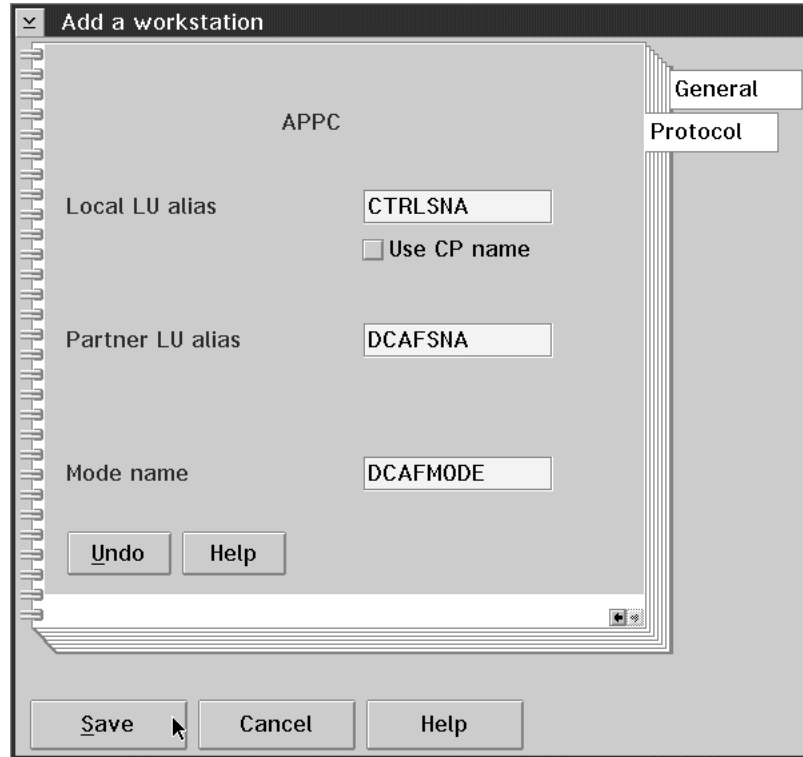 Add a workstation
General
Protocol
APPC
Local LU alias CTRLSNA
Use CP name
Partner LU alias DCAFSNA
Mode name DCAFMODE
Undo Help
Save Cancel Help